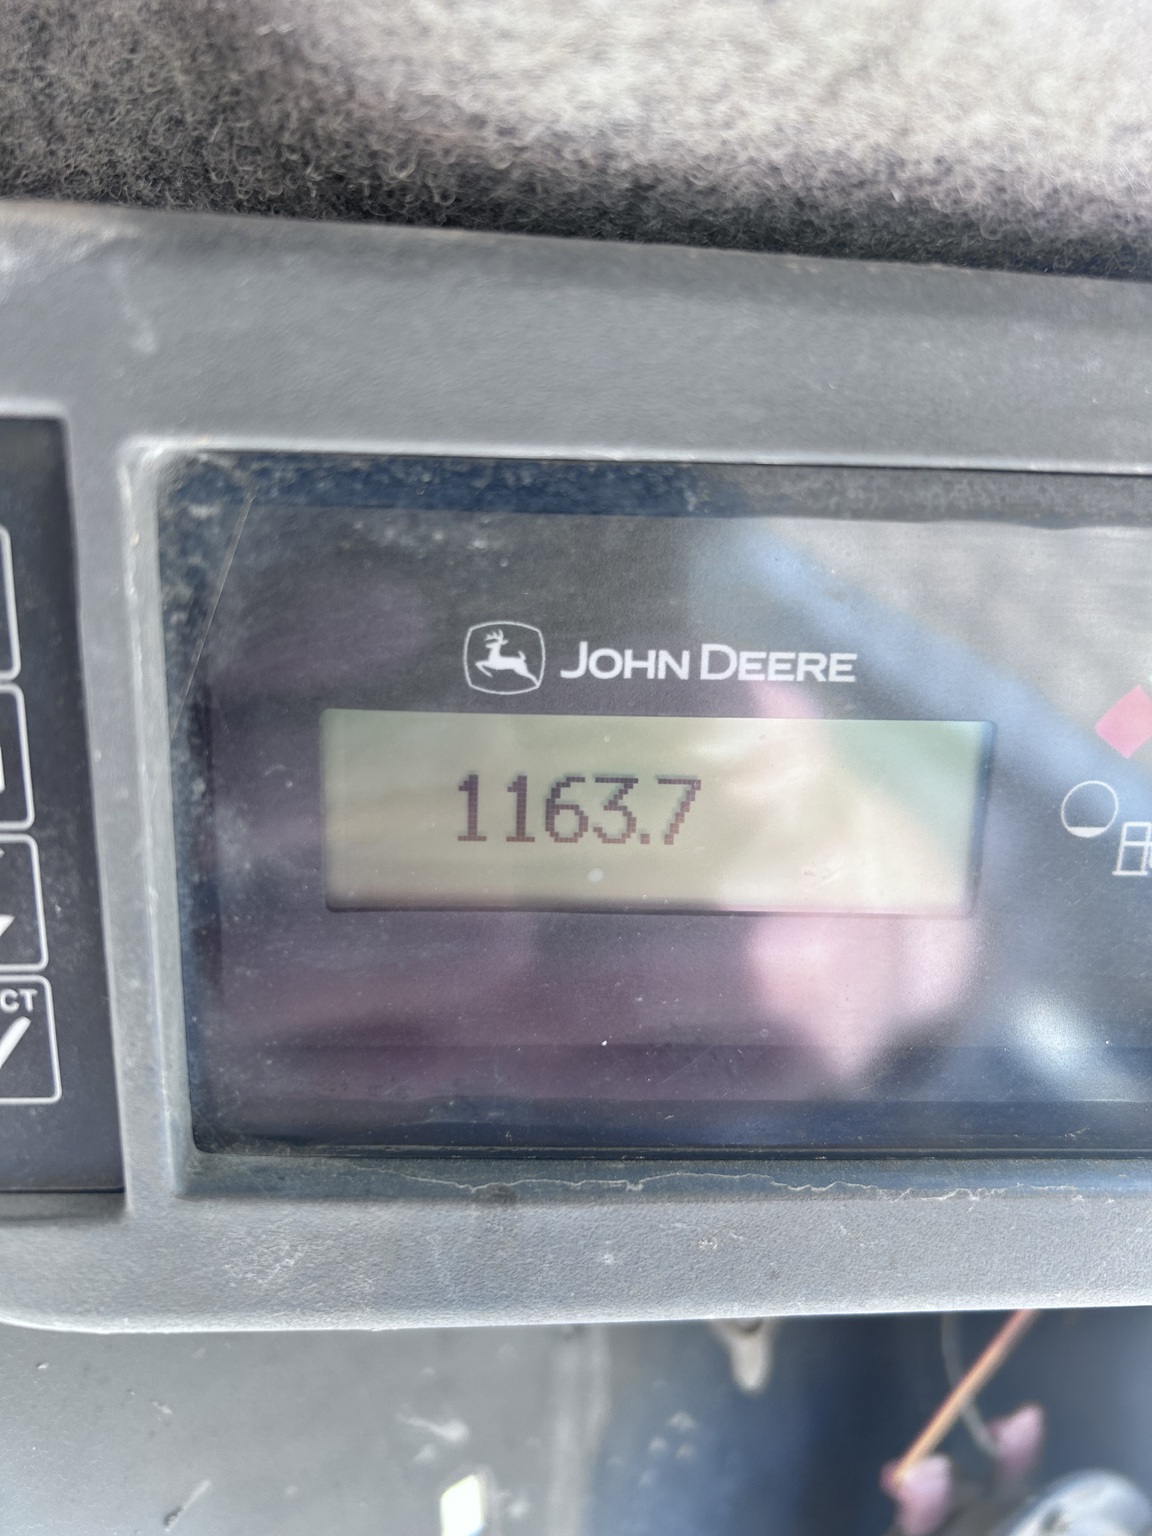 JOHN DEERE
1163.7
CT